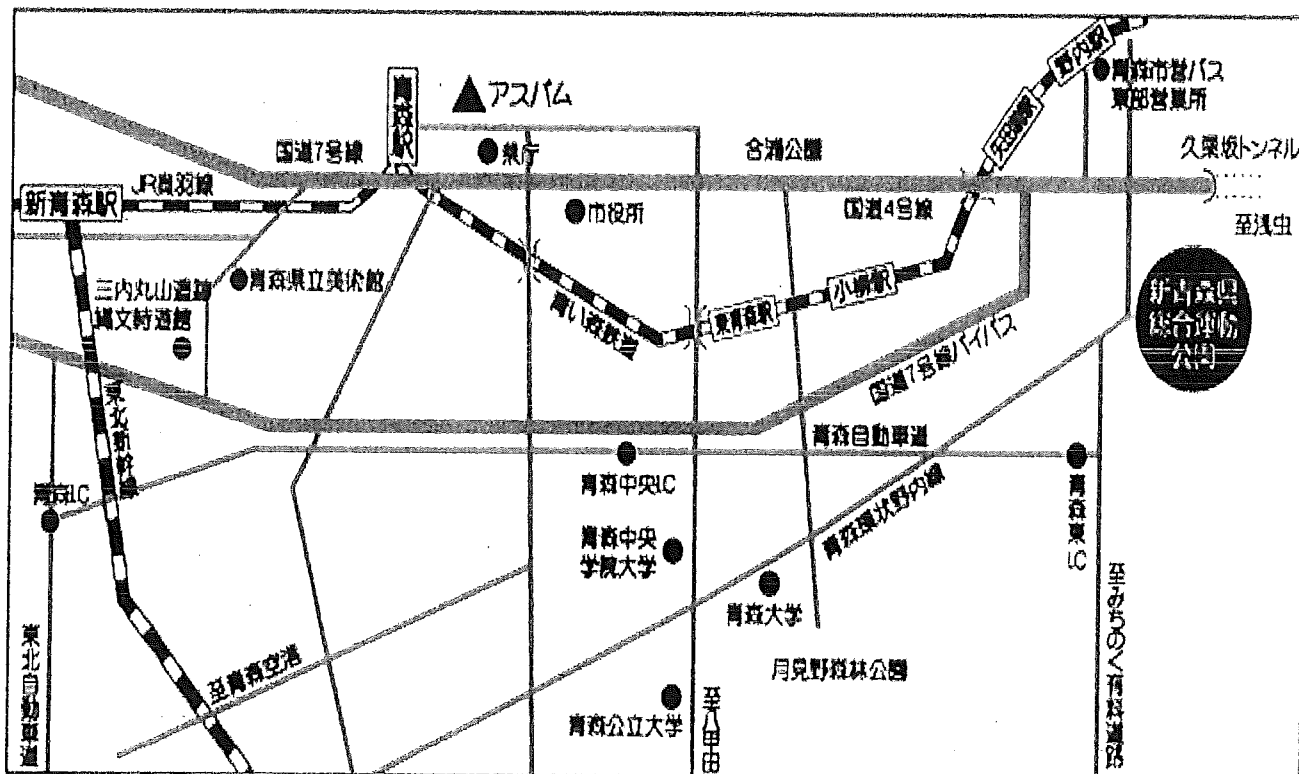 野内駅
青森市営バス
東部営業所
青森駅
アスパム
矢田前駅
国道7号線
県庁
合浦公園
久栗坂トンネル
JR奥羽線
新青森駅
市役所
国道4号線
至浅虫
青森県立美術館
三内丸山遺跡
縄文時遊館
青い森鉄道
東青森駅
小柳駅
新青森県
総合運動
公園
国道7号線バイパス
東北新幹線
青森自動車道
青森IC
青森中央IC
青森環状野内線
青森東IC
青森中央
学院大学
青森大学
至みちのく有料道路
東北自動車道
至青森空港
月見野森林公園
青森公立大学
至八甲田